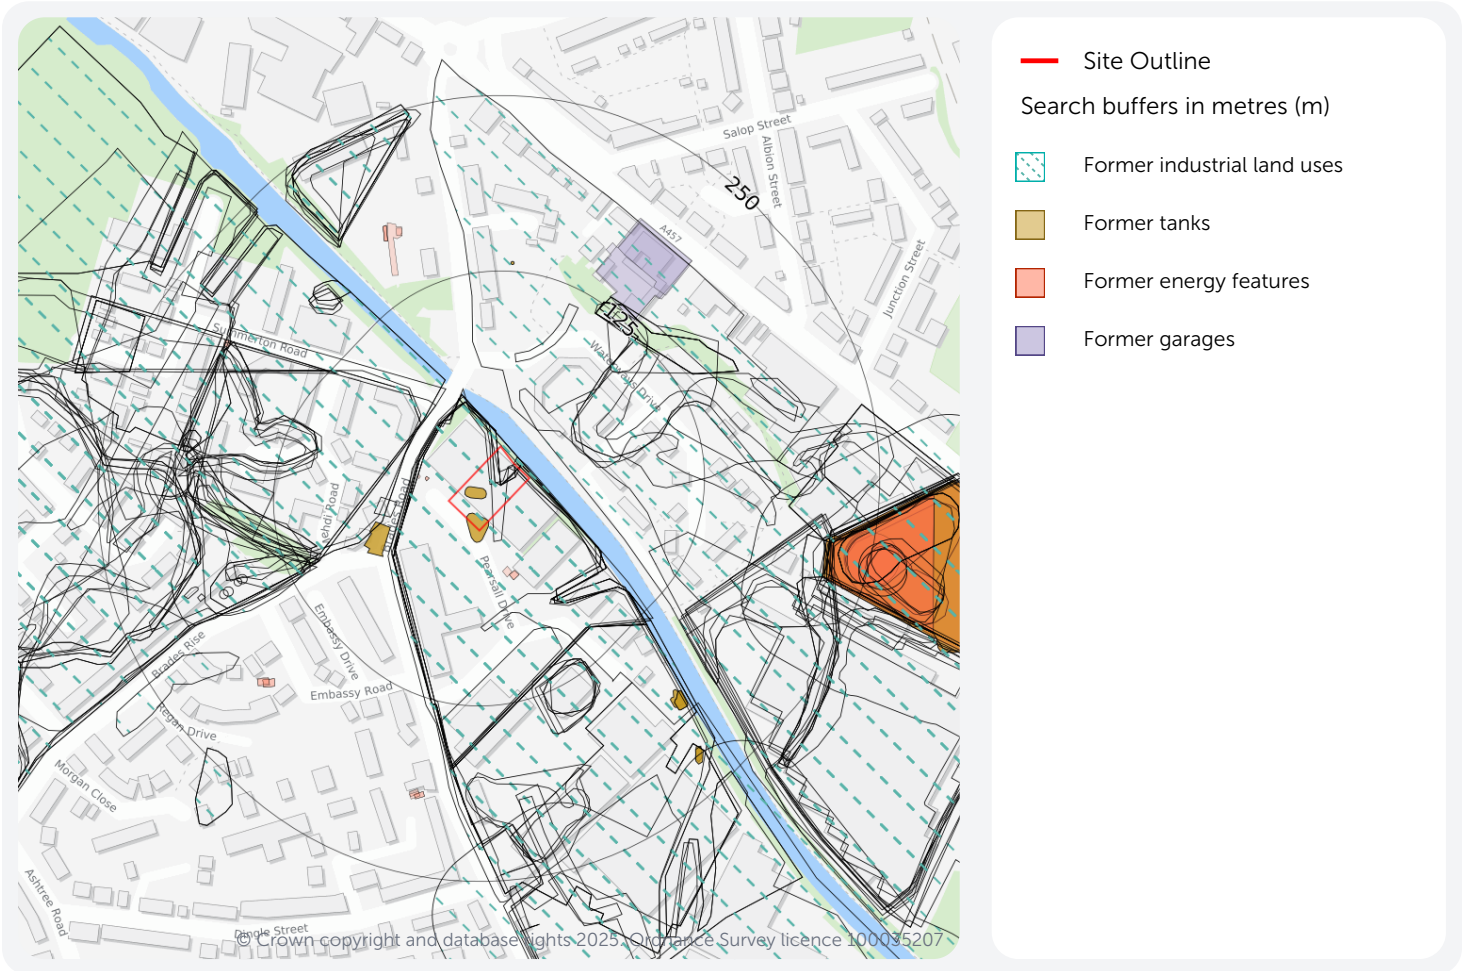 Site Outline
Search buffers in metres (m)
Former industrial land uses
Former tanks
Former energy features
Former garages
Salop Street
Albion Street
250
A457
Junction Street
125
Summerton Road
Waterways Drive
Brades Road
Mehdi Road
Pearsall Drive
Embassy Drive
Brades Rise
Embassy Road
Regan Drive
Morgan Close
Ashtree Road
Dingle Street
© Crown copyright and database rights 2025. Ordnance Survey licence 100035207